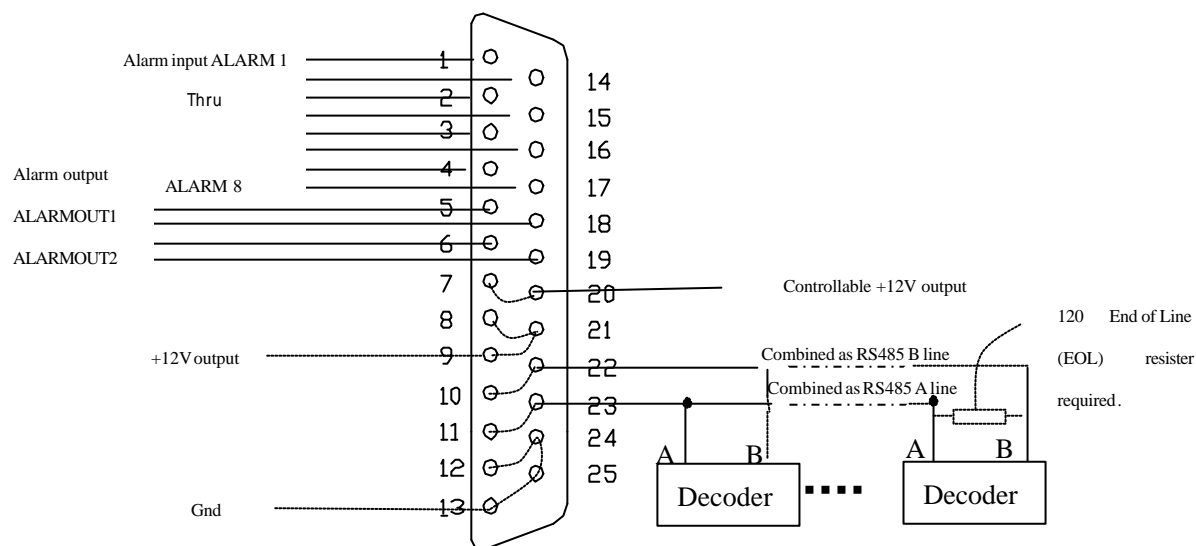 Alarm input ALARM 1
Thru
ALARM 8
Alarm output
ALARMOUT1
ALARMOUT2
+12V output
Gnd
1
2
3
4
5
6
7
8
9
10
11
12
13
14
15
16
17
18
19
20
21
22
23
24
25
Controllable +12V output
Combined as RS485 B line
Combined as RS485 A line
120 End of Line
(EOL) resister
required.
A B
Decoder
A B
Decoder